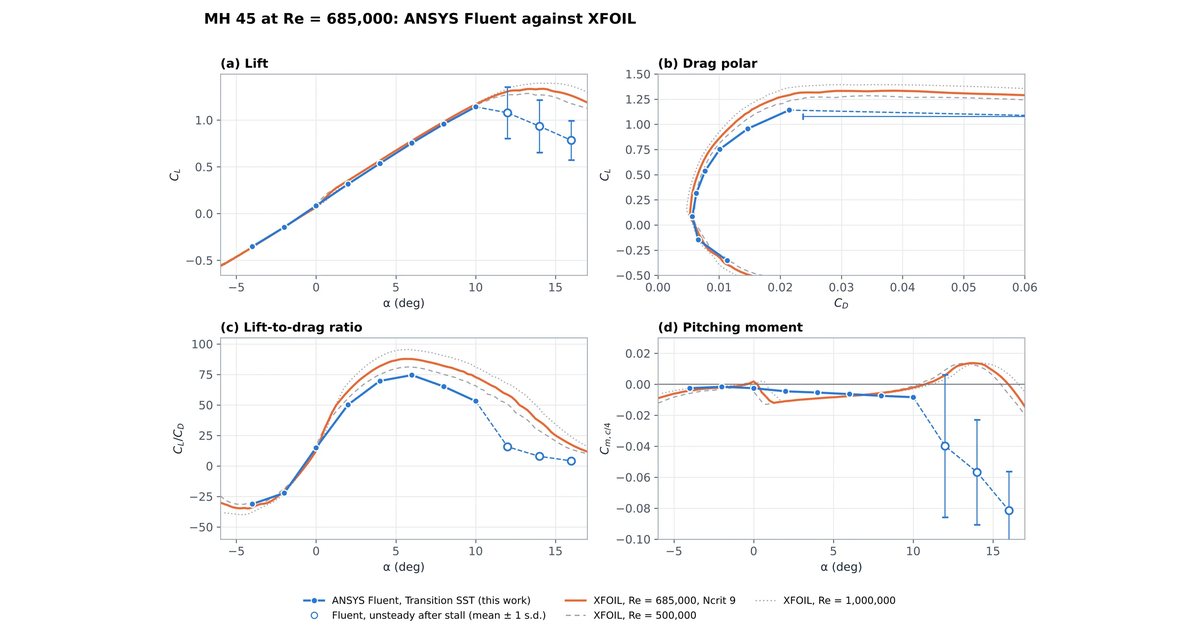 MH 45 at Re = 685,000: ANSYS Fluent against XFOIL
(a) Lift
1.0
0.5
0.0
−0.5
C_L
−5 0 5 10 15
α (deg)
(b) Drag polar
1.50
1.25
1.00
0.75
0.50
0.25
0.00
−0.25
−0.50
C_L
0.00 0.01 0.02 0.03 0.04 0.05 0.06
C_D
(c) Lift-to-drag ratio
100
75
50
25
0
−25
−50
C_L/C_D
−5 0 5 10 15
α (deg)
(d) Pitching moment
0.02
0.00
−0.02
−0.04
−0.06
−0.08
−0.10
C_m,c/4
−5 0 5 10 15
α (deg)
ANSYS Fluent, Transition SST (this work)
Fluent, unsteady after stall (mean ± 1 s.d.)
XFOIL, Re = 685,000, Ncrit 9
XFOIL, Re = 500,000
XFOIL, Re = 1,000,000